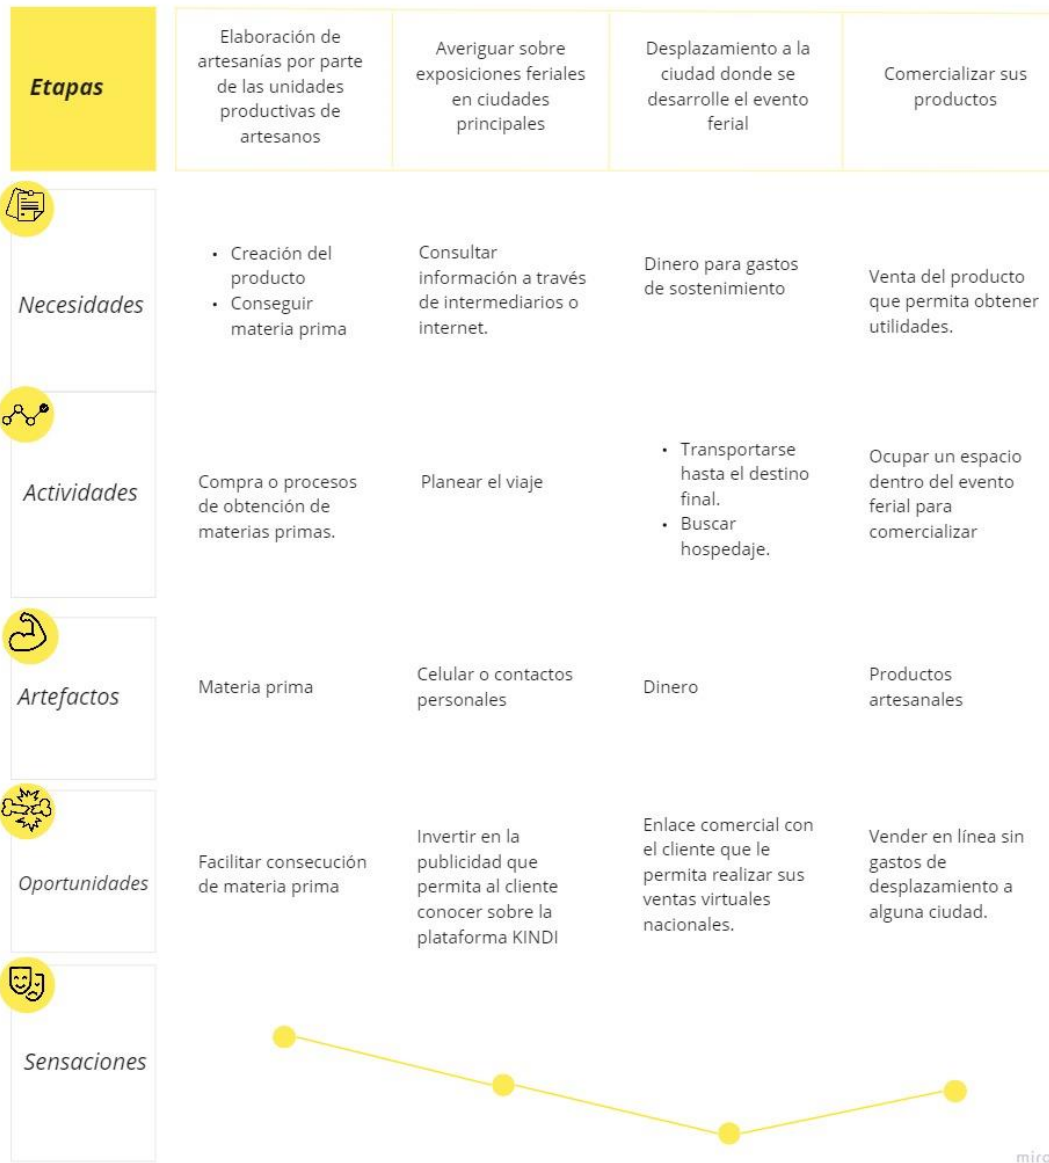 Etapas
Elaboración de
artesanías por parte
de las unidades
productivas de
artesanos
Averiguar sobre
exposiciones feriales
en ciudades
principales
Desplazamiento a la
ciudad donde se
desarrolle el evento
ferial
Comercializar sus
productos
Necesidades
• Creación del
producto
• Conseguir
materia prima
Consultar
información a través
de intermediarios o
internet.
Dinero para gastos
de sostenimiento
Venta del producto
que permita obtener
utilidades.
Actividades
Compra o procesos
de obtención de
materias primas.
Planear el viaje
• Transportarse
hasta el destino
final.
• Buscar
hospedaje.
Ocupar un espacio
dentro del evento
ferial para
comercializar
Artefactos
Materia prima
Celular o contactos
personales
Dinero
Productos
artesanales
Oportunidades
Facilitar consecución
de materia prima
Invertir en la
publicidad que
permita al cliente
conocer sobre la
plataforma KINDI
Enlace comercial con
el cliente que le
permita realizar sus
ventas virtuales
nacionales.
Vender en línea sin
gastos de
desplazamiento a
alguna ciudad.
Sensaciones
miro